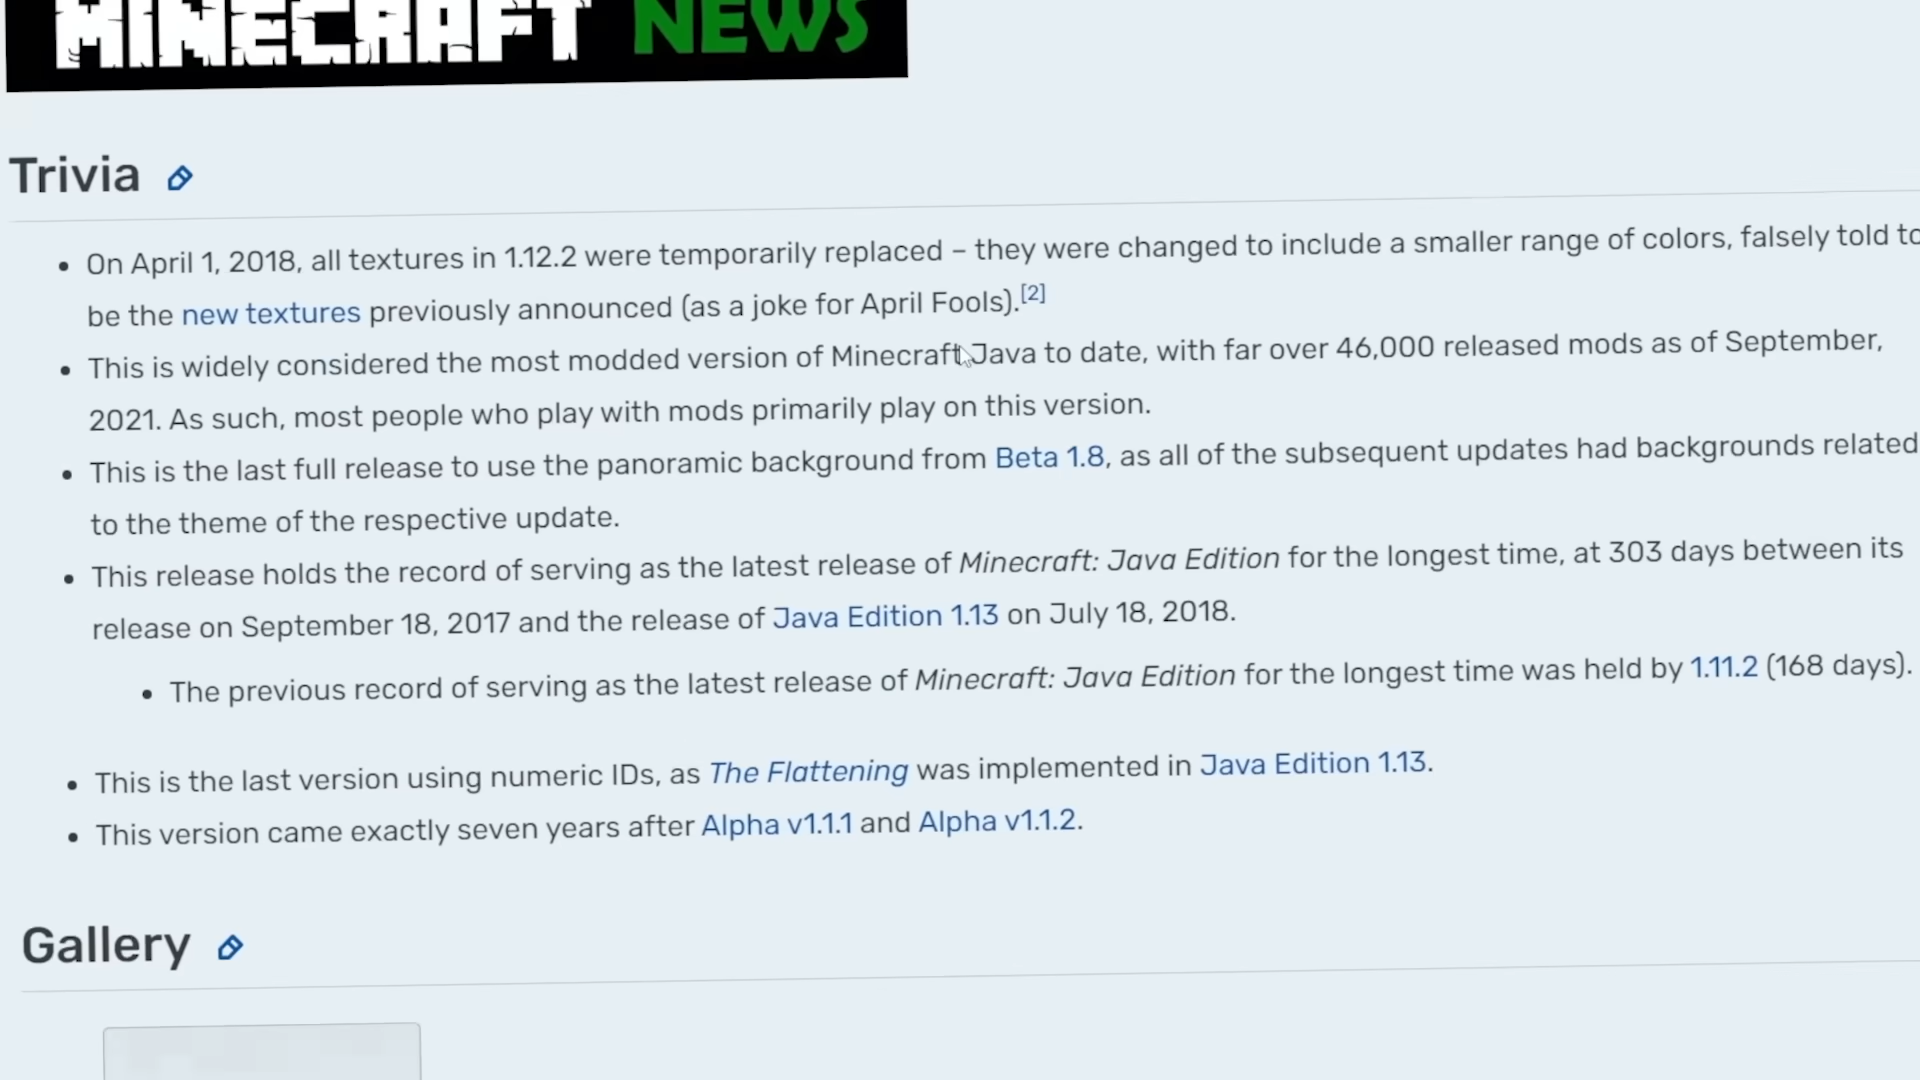 MINECRAFT NEWS
Trivia
• On April 1, 2018, all textures in 1.12.2 were temporarily replaced – they were changed to include a smaller range of colors, falsely told to
be the new textures previously announced (as a joke for April Fools).[2]
• This is widely considered the most modded version of Minecraft Java to date, with far over 46,000 released mods as of September,
2021. As such, most people who play with mods primarily play on this version.
• This is the last full release to use the panoramic background from Beta 1.8, as all of the subsequent updates had backgrounds related
to the theme of the respective update.
• This release holds the record of serving as the latest release of Minecraft: Java Edition for the longest time, at 303 days between its
release on September 18, 2017 and the release of Java Edition 1.13 on July 18, 2018.
• The previous record of serving as the latest release of Minecraft: Java Edition for the longest time was held by 1.11.2 (168 days).
• This is the last version using numeric IDs, as The Flattening was implemented in Java Edition 1.13.
• This version came exactly seven years after Alpha v1.1.1 and Alpha v1.1.2.
Gallery